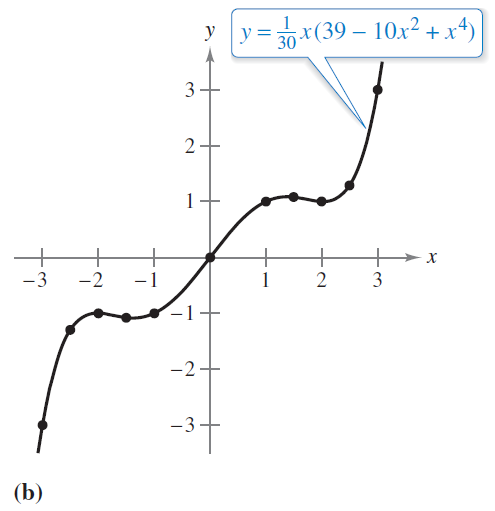 y
y = 1/30 x(39 − 10x² + x⁴)
3
2
1
x
−3 −2 −1 1 2 3
−1
−2
−3
(b)